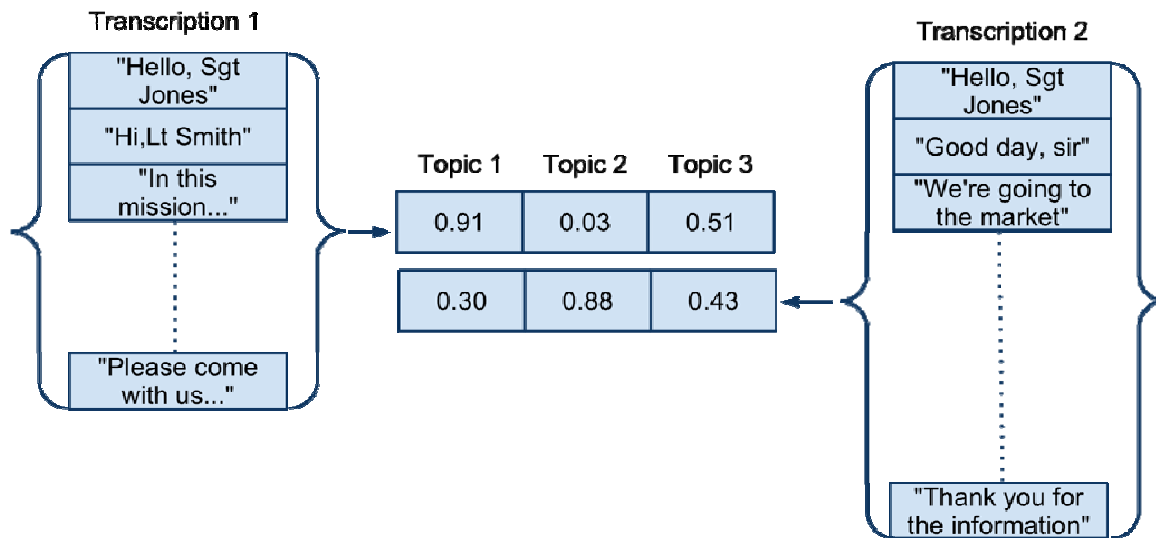 Transcription 1
"Hello, Sgt
Jones"
"Hi,Lt Smith"
"In this
mission..."
"Please come
with us..."
Topic 1 Topic 2 Topic 3
0.91 0.03 0.51
0.30 0.88 0.43
Transcription 2
"Hello, Sgt
Jones"
"Good day, sir"
"We're going to
the market"
"Thank you for
the information"